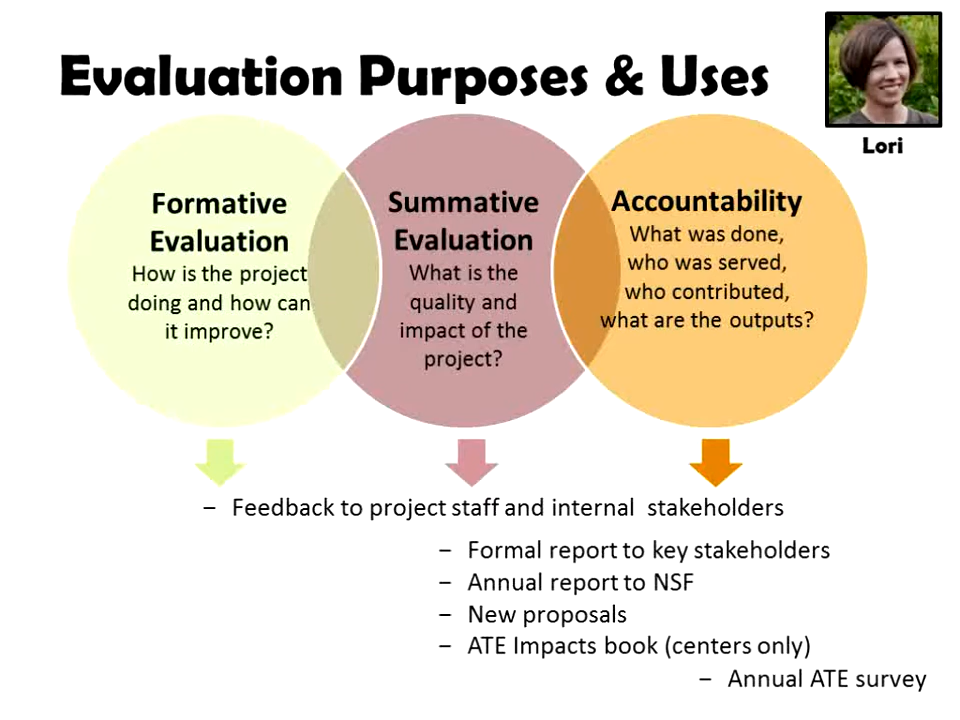 Evaluation Purposes & Uses
Lori
Formative
Evaluation
How is the project
doing and how can
it improve?
Summative
Evaluation
What is the
quality and
impact of the
project?
Accountability
What was done,
who was served,
who contributed,
what are the outputs?
– Feedback to project staff and internal stakeholders
– Formal report to key stakeholders
– Annual report to NSF
– New proposals
– ATE Impacts book (centers only)
– Annual ATE survey